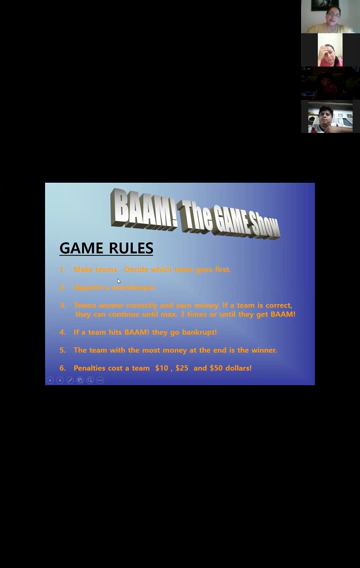 BAAM! The GAME Show
GAME RULES
1. Make teams. Decide which team goes first.
2.
3. Teams answer correctly and earn money. If a team is correct,
they can continue until max. 3 times or until they get BAAM!
4. If a team hits BAAM! they go bankrupt!
5. The team with the most money at the end is the winner.
6. Penalties cost a team $10 , $25 and $50 dollars!